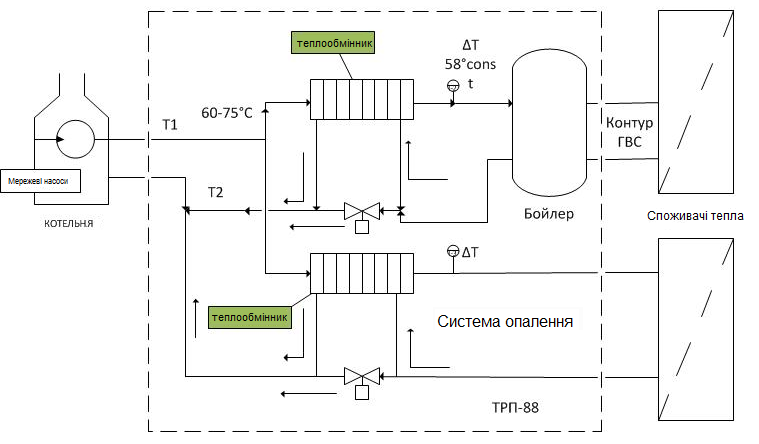 теплообмінник
ΔT
58°cons
t
60-75°C
T1
Контур
ГВС
Мережеві насоси
T2
Бойлер
Споживачі тепла
КОТЕЛЬНЯ
ΔT
теплообмінник
Система опалення
ТРП-88